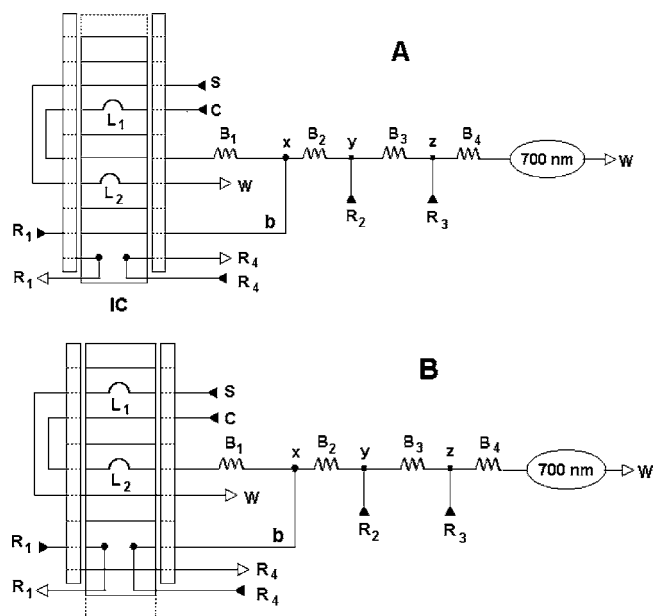 A
S
C
L1
B1 x B2 y B3 z B4
700 nm W
L2 W
R2 R3
R1 b
R4
R1 R4
IC
B
S
L1
C
B1 x B2 y B3 z B4
700 nm W
L2
W
R2 R3
R1 b
R4
R1 R4